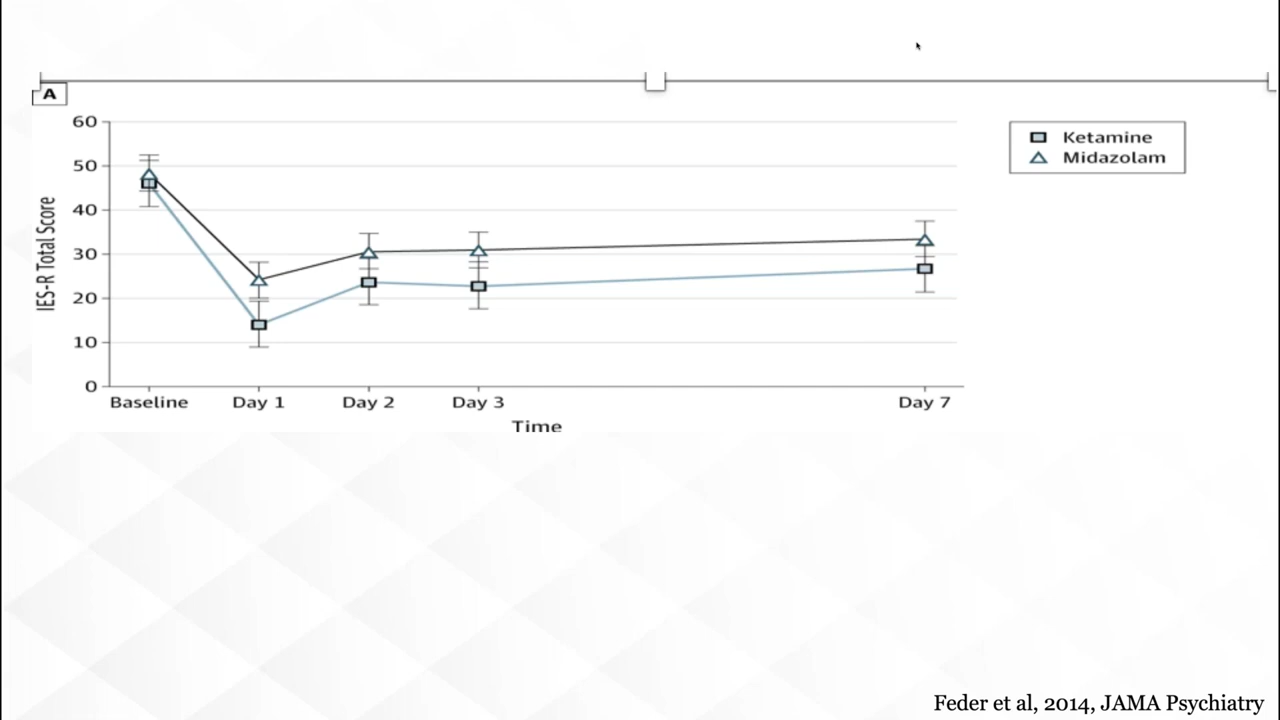 A
60
50
40
30
20
10
0
IES-R Total Score
Baseline Day 1 Day 2 Day 3 Day 7
Time
Ketamine
Midazolam
Feder et al, 2014, JAMA Psychiatry